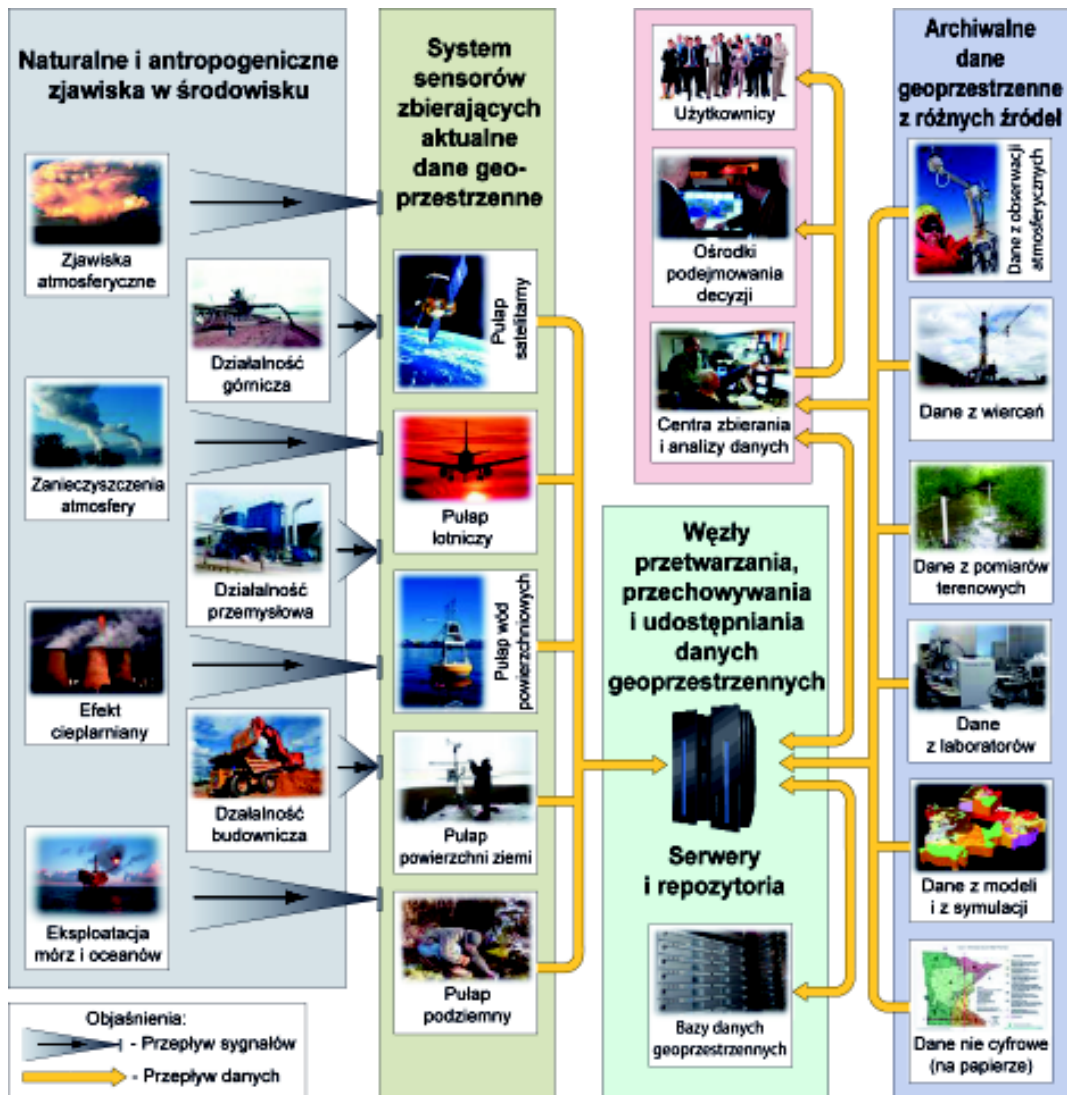 Naturalne i antropogeniczne
zjawiska w środowisku
Zjawiska
atmosferyczne
Działalność
górnicza
Zanieczyszczenia
atmosfery
Działalność
przemysłowa
Efekt
cieplarniany
Dzałalność
budownicza
Eksploatacja
mórz i oceanów
Objaśnienia:
- Przepływ sygnałów
- Przepływ danych
System
sensorów
zbierających
aktualne
dane geo-
przestrzenne
Pułap
satelitarny
Pułap
lotniczy
Pułap wód
powierzchniowych
Pułap
powierzchni ziemi
Pułap
podziemny
Użytkownicy
Ośrodki
podejmowania
decyzji
Centra zbierania
i analizy danych
Węzły
przetwarzania,
przechowywania
i udostępniania
danych
geoprzestrzennych
Serwery
i repozytoria
Bazy danych
geoprzestrzennych
Archiwalne
dane
geoprzestrzenne
z różnych źródeł
Dane z obserwacji
atmosferycznych
Dane z wierceń
Dane z pomiarów
terenowych
Dane
z laboratorów
Dane z modeli
i z symulacji
Dane nie cyfrowe
(na papierze)